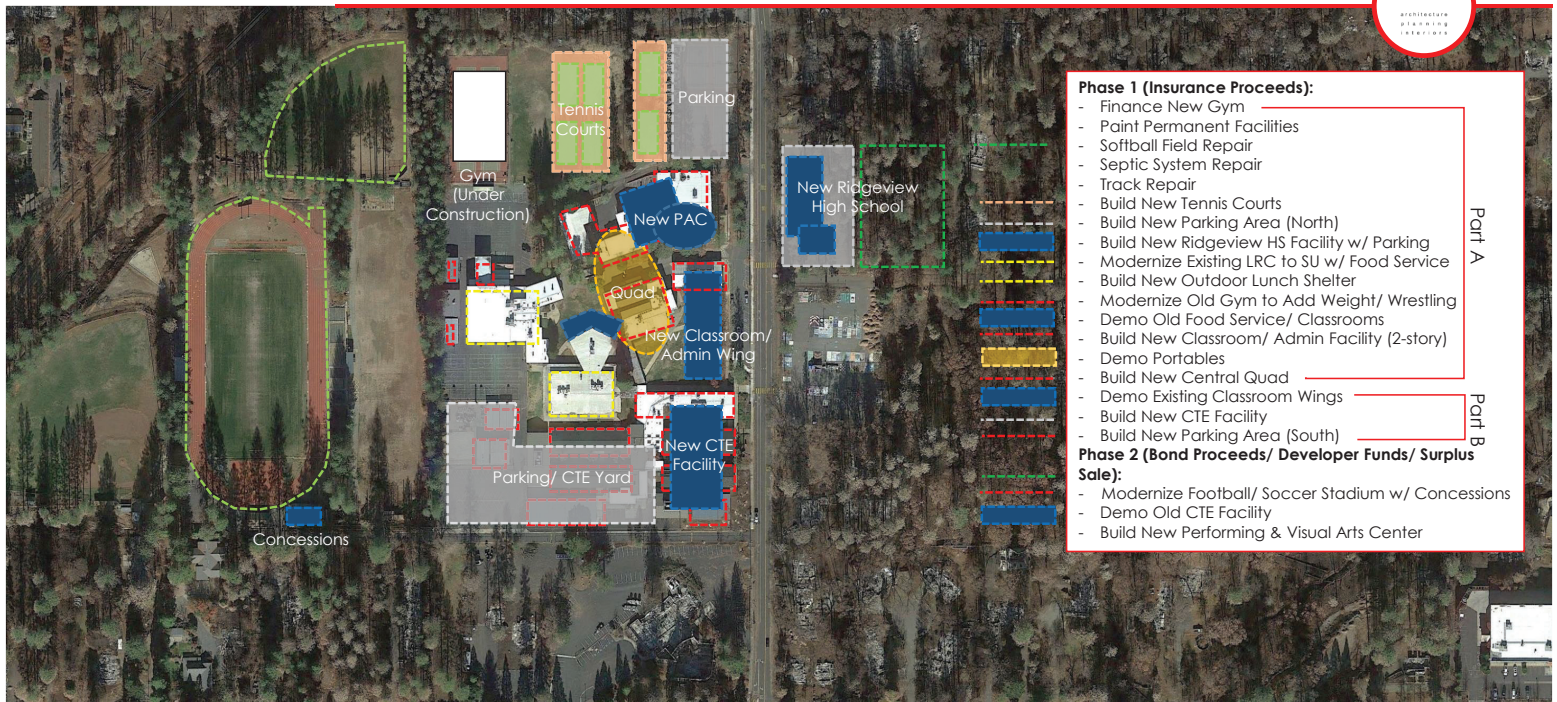 architecture
planning
interiors
Tennis
Courts
Parking
Gym
(Under
Construction)
New PAC
Quad
New Classroom/
Admin Wing
New CTE
Facility
Parking/ CTE Yard
Concessions
New Ridgeview
High School
Phase 1 (Insurance Proceeds):
- Finance New Gym
- Paint Permanent Facilities
- Softball Field Repair
- Septic System Repair
- Track Repair
- Build New Tennis Courts
- Build New Parking Area (North)
- Build New Ridgeview HS Facility w/ Parking
- Modernize Existing LRC to SU w/ Food Service
- Build New Outdoor Lunch Shelter
- Modernize Old Gym to Add Weight/ Wrestling
- Demo Old Food Service/ Classrooms
- Build New Classroom/ Admin Facility (2-story)
- Demo Portables
- Build New Central Quad
- Demo Existing Classroom Wings
- Build New CTE Facility
- Build New Parking Area (South)
Part A
Part B
Phase 2 (Bond Proceeds/ Developer Funds/ Surplus
Sale):
- Modernize Football/ Soccer Stadium w/ Concessions
- Demo Old CTE Facility
- Build New Performing & Visual Arts Center